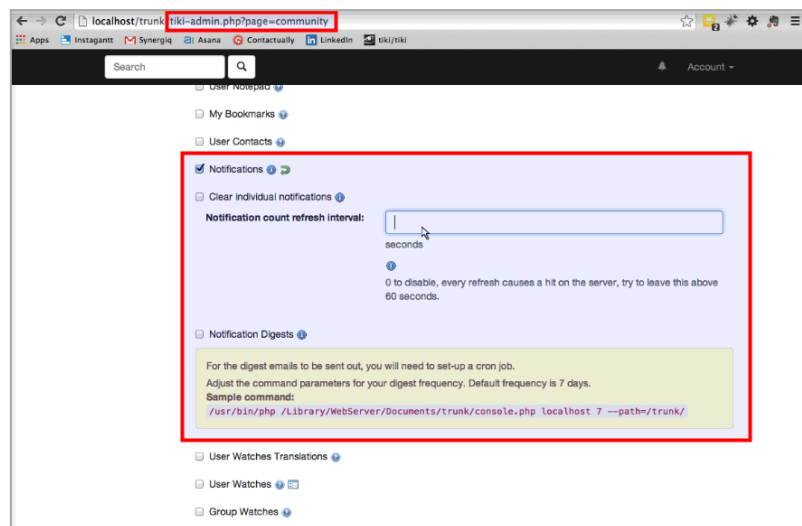 localhost/trunk/tiki-admin.php?page=community
2
Apps Instagantt Synergiq Asana Contactually LinkedIn tiki/tiki
Search Account
User Notepad
My Bookmarks
User Contacts
Notifications
Clear individual notifications
Notification count refresh interval:
seconds
0 to disable, every refresh causes a hit on the server, try to leave this above
60 seconds.
Notification Digests
For the digest emails to be sent out, you will need to set-up a cron job.
Adjust the command parameters for your digest frequency. Default frequency is 7 days.
Sample command:
/usr/bin/php /Library/WebServer/Documents/trunk/console.php localhost 7 --path=/trunk/
User Watches Translations
User Watches
Group Watches